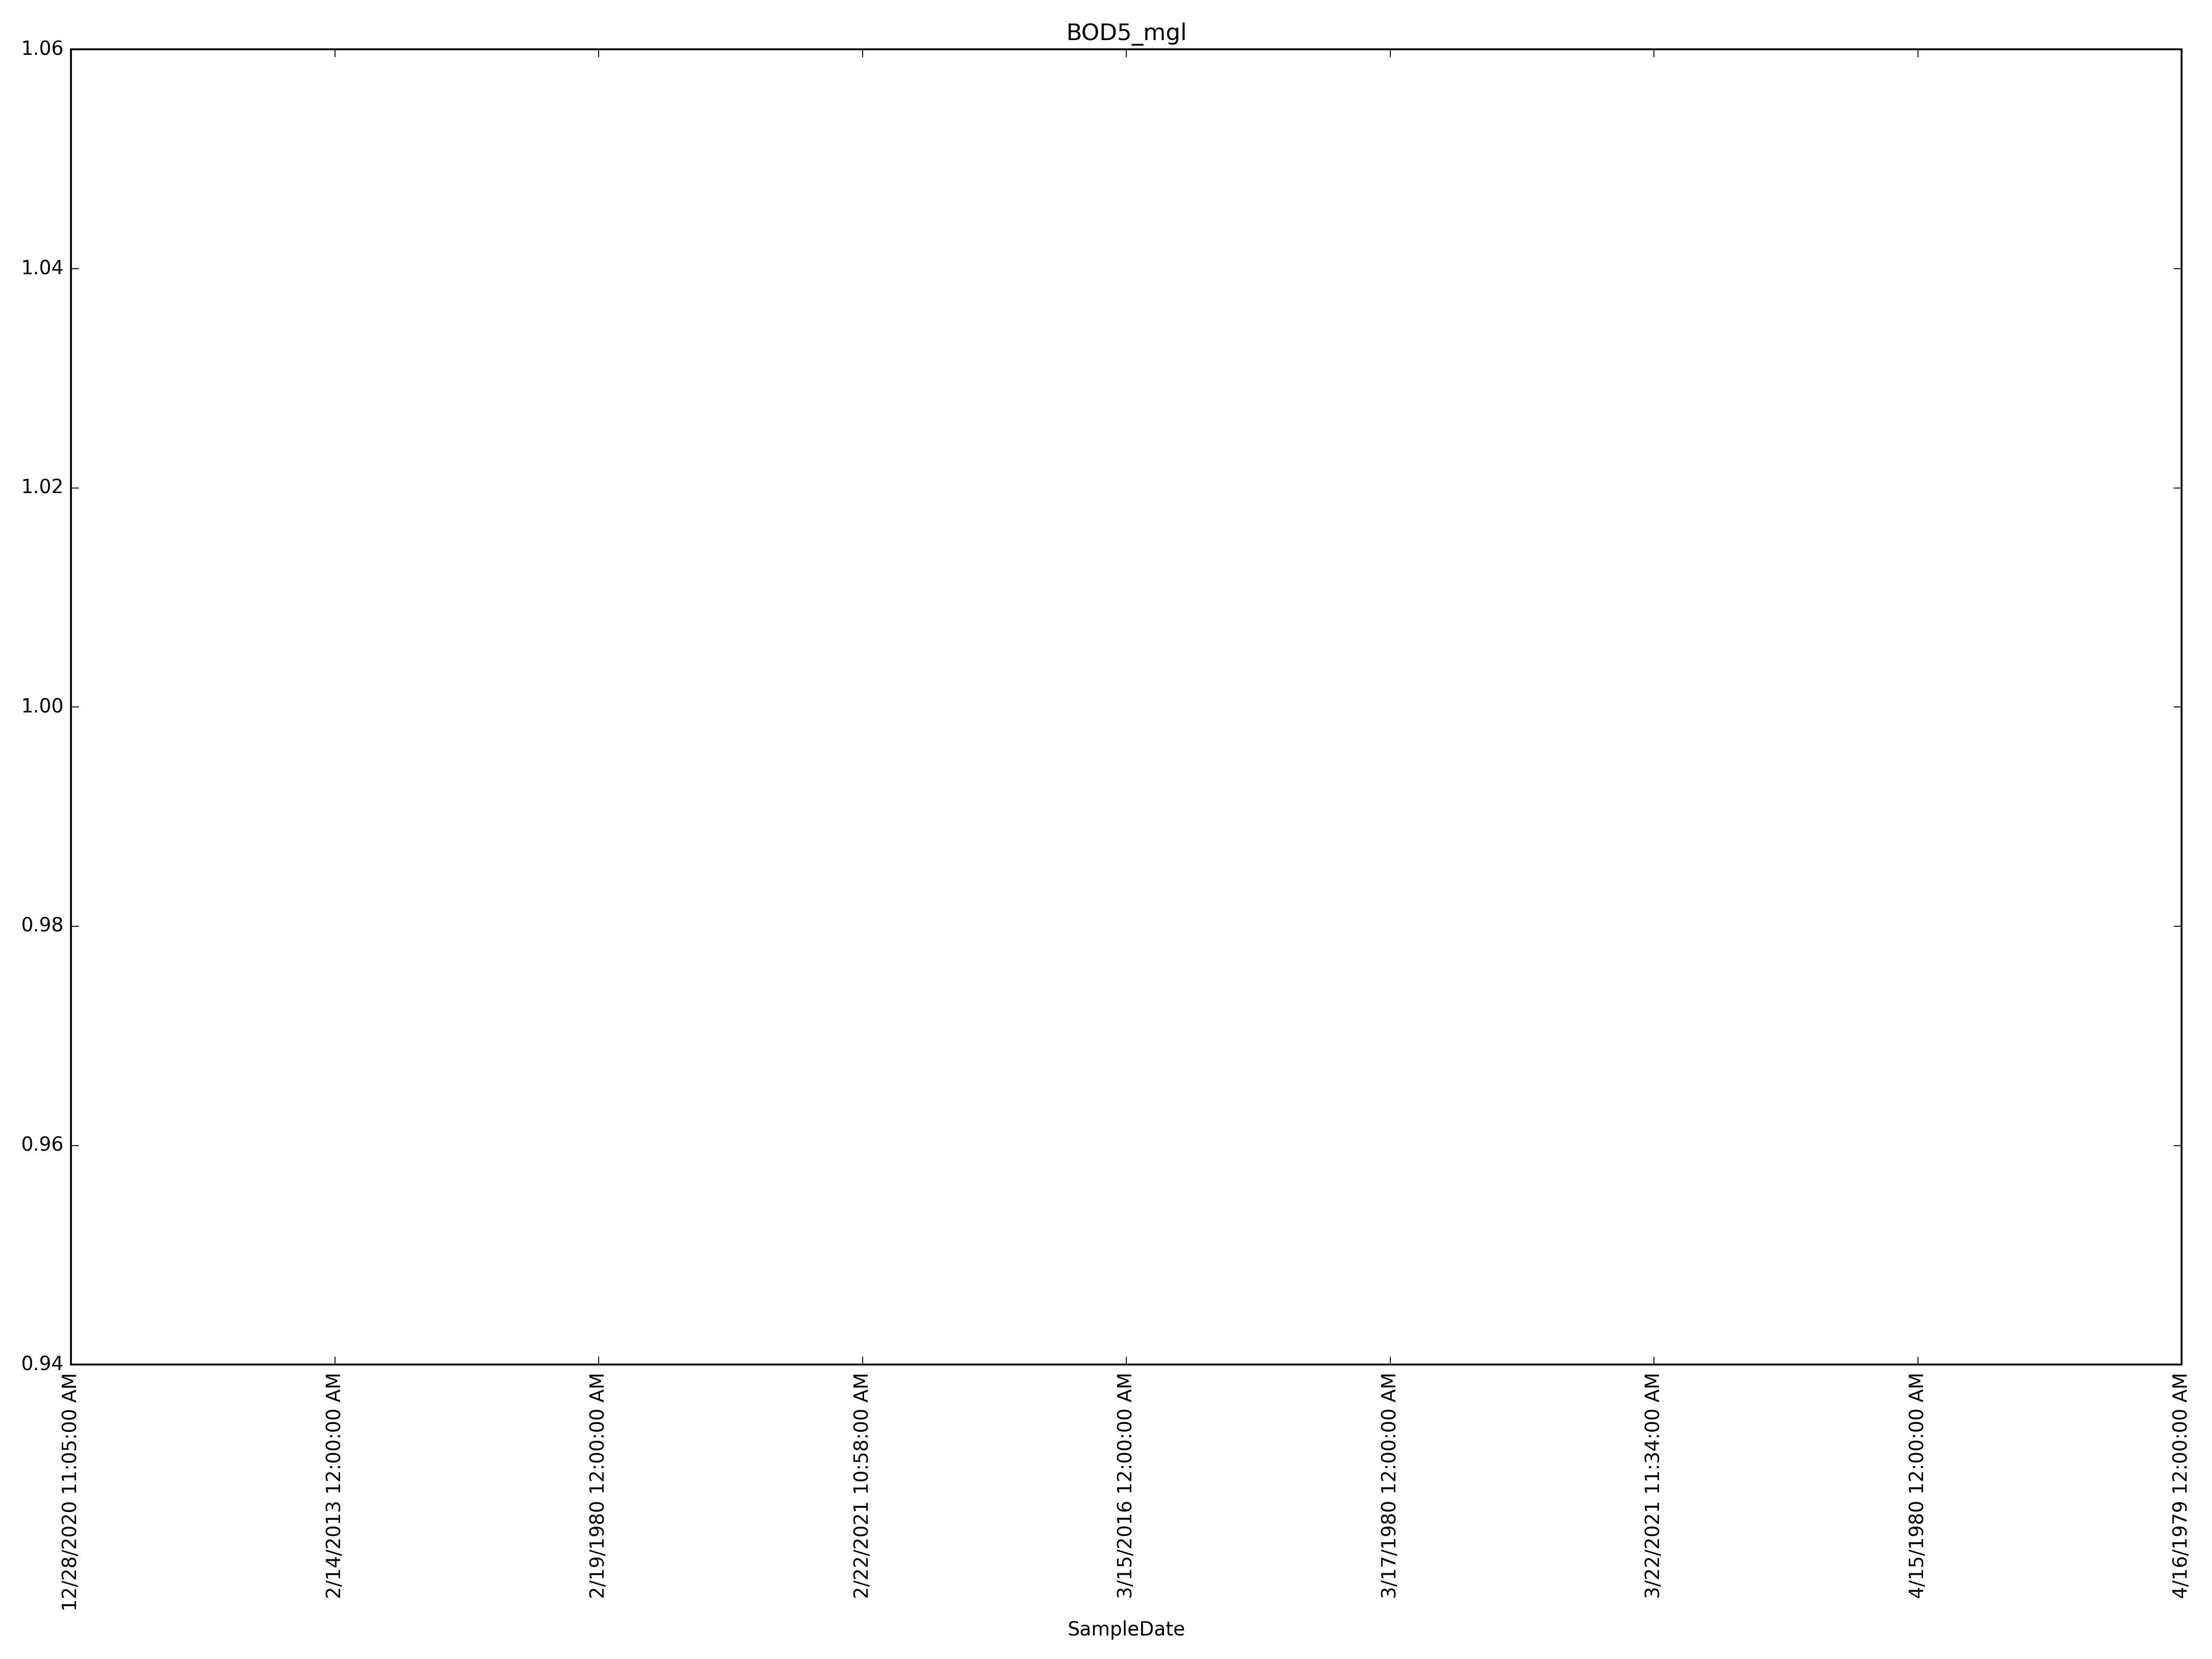 BOD5_mgl
1.06
1.04
1.02
1.00
0.98
0.96
0.94
12/28/2020 11:05:00 AM
2/14/2013 12:00:00 AM
2/19/1980 12:00:00 AM
2/22/2021 10:58:00 AM
3/15/2016 12:00:00 AM
3/17/1980 12:00:00 AM
3/22/2021 11:34:00 AM
4/15/1980 12:00:00 AM
4/16/1979 12:00:00 AM
SampleDate